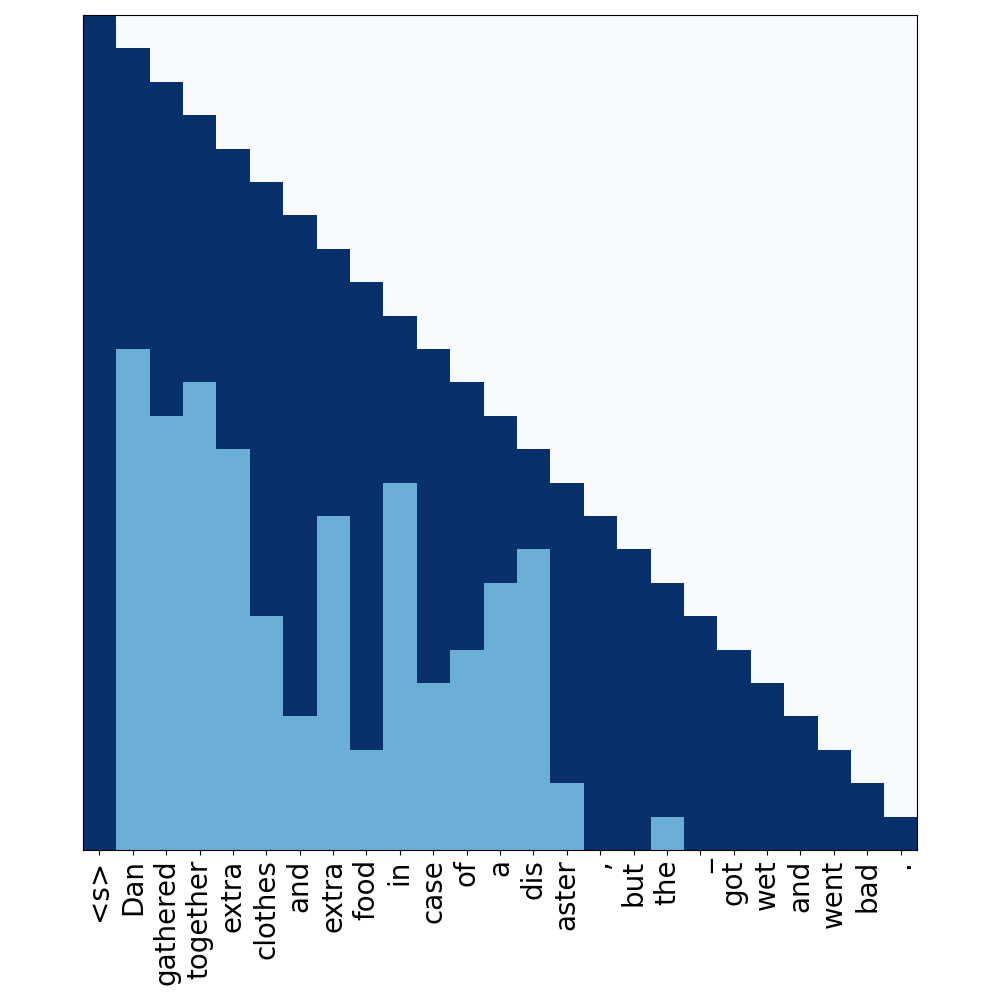 <s>
Dan
gathered
together
extra
clothes
and
extra
food
in
case
of
a
dis
aster
,
but
the
_
got
wet
and
went
bad
.